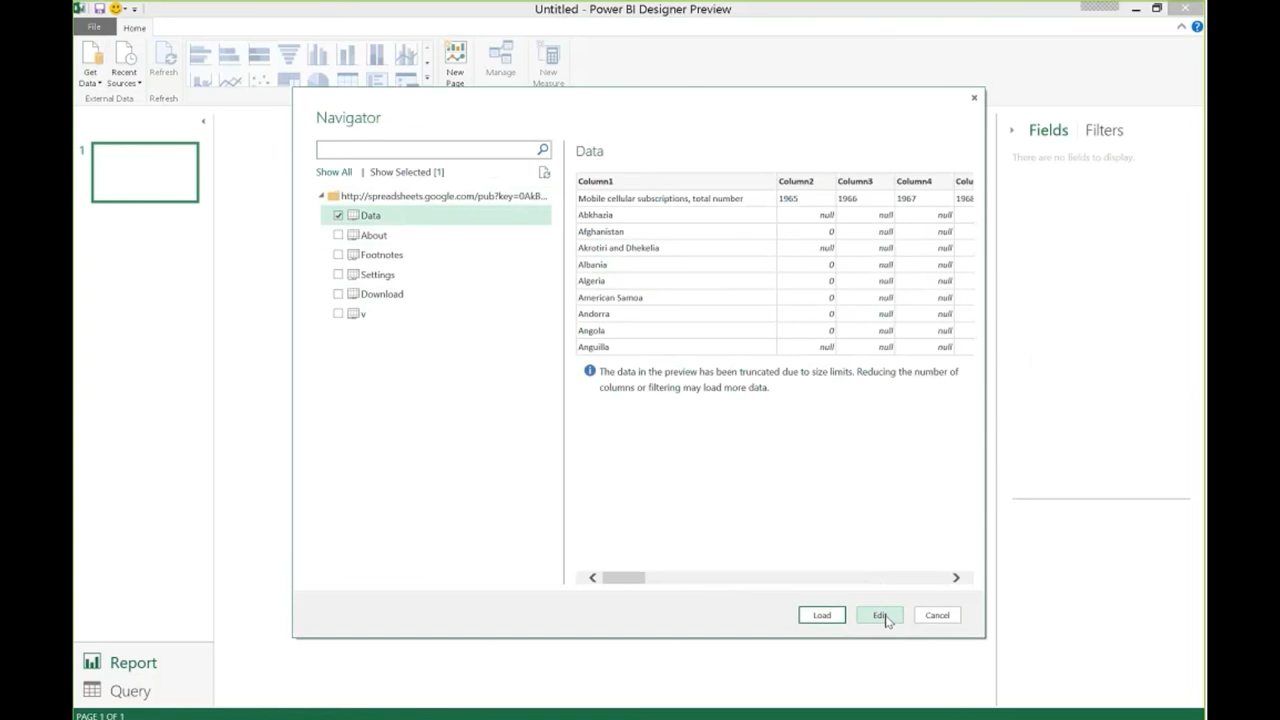 Untitled - Power BI Designer Preview
File
Home
Get
Data
Recent
Sources
Refresh
New
Page
Manage
New
Measure
External Data
Refresh
1
Navigator
Show All | Show Selected [1]
http://spreadsheets.google.com/pub?key=0AkB...
Data
About
Footnotes
Settings
Download
v
Data
Column1 Column2 Column3 Column4 Colu
Mobile cellular subscriptions, total number 1965 1966 1967 1968
Abkhazia null null null
Afghanistan 0 null null
Akrotiri and Dhekelia null null null
Albania 0 null null
Algeria 0 null null
American Samoa 0 null null
Andorra 0 null null
Angola 0 null null
Anguilla null null null
The data in the preview has been truncated due to size limits. Reducing the number of
columns or filtering may load more data.
Load
Edit
Cancel
Fields
Filters
There are no fields to display.
Report
Query
PAGE 1 OF 1